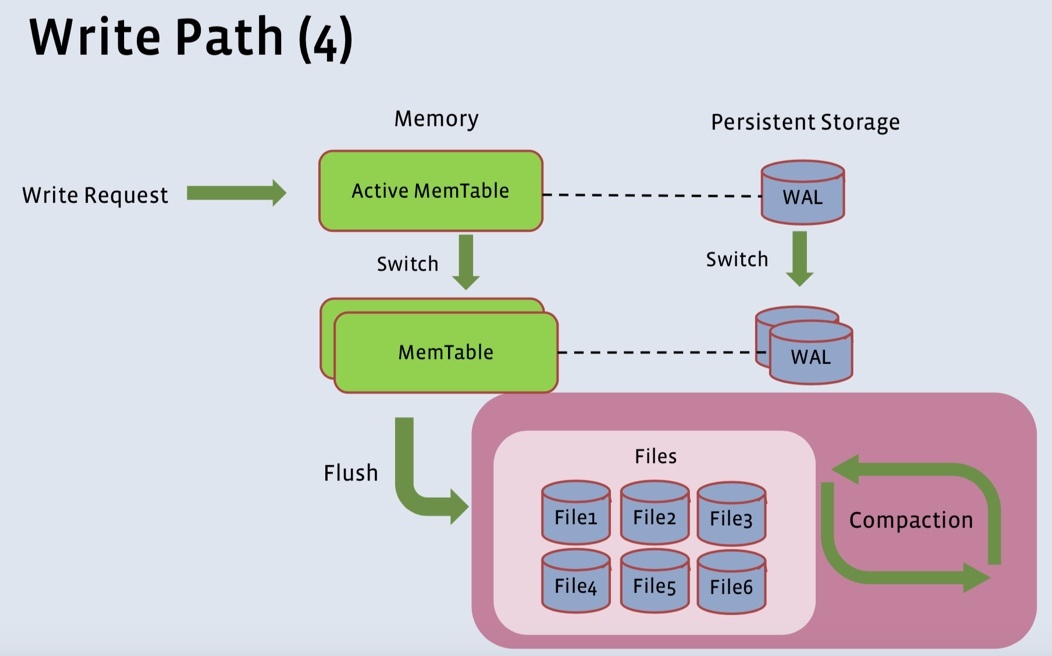 Write Path (4)
Memory
Persistent Storage
Write Request
Active MemTable
WAL
Switch
Switch
MemTable
WAL
Flush
Files
File1
File2
File3
File4
File5
File6
Compaction